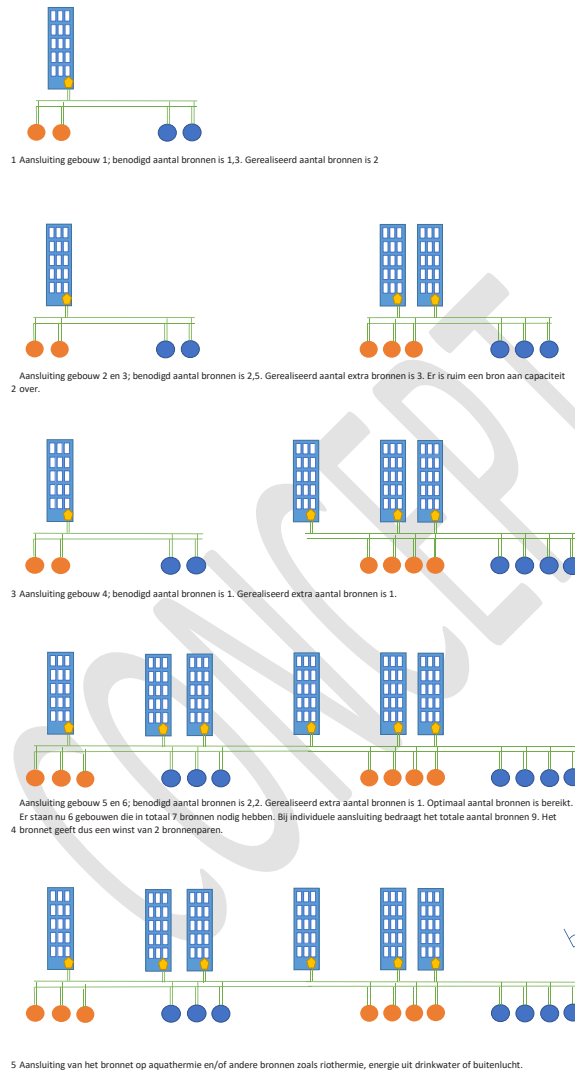 1 Aansluiting gebouw 1; benodigd aantal bronnen is 1,3. Gerealiseerd aantal bronnen is 2
Aansluiting gebouw 2 en 3; benodigd aantal bronnen is 2,5. Gerealiseerd aantal extra bronnen is 3. Er is ruim een bron aan capaciteit
2 over.
3 Aansluiting gebouw 4; benodigd aantal bronnen is 1. Gerealiseerd extra aantal bronnen is 1.
Aansluiting gebouw 5 en 6; benodigd aantal bronnen is 2,2. Gerealiseerd extra aantal bronnen is 1. Optimaal aantal bronnen is bereikt.
Er staan nu 6 gebouwen die in totaal 7 bronnen nodig hebben. Bij individuele aansluiting bedraagt het totale aantal bronnen 9. Het
4 bronnet geeft dus een winst van 2 bronnenparen.
5 Aansluiting van het bronnet op aquathermie en/of andere bronnen zoals riothermie, energie uit drinkwater of buitenlucht.
CONCEPT